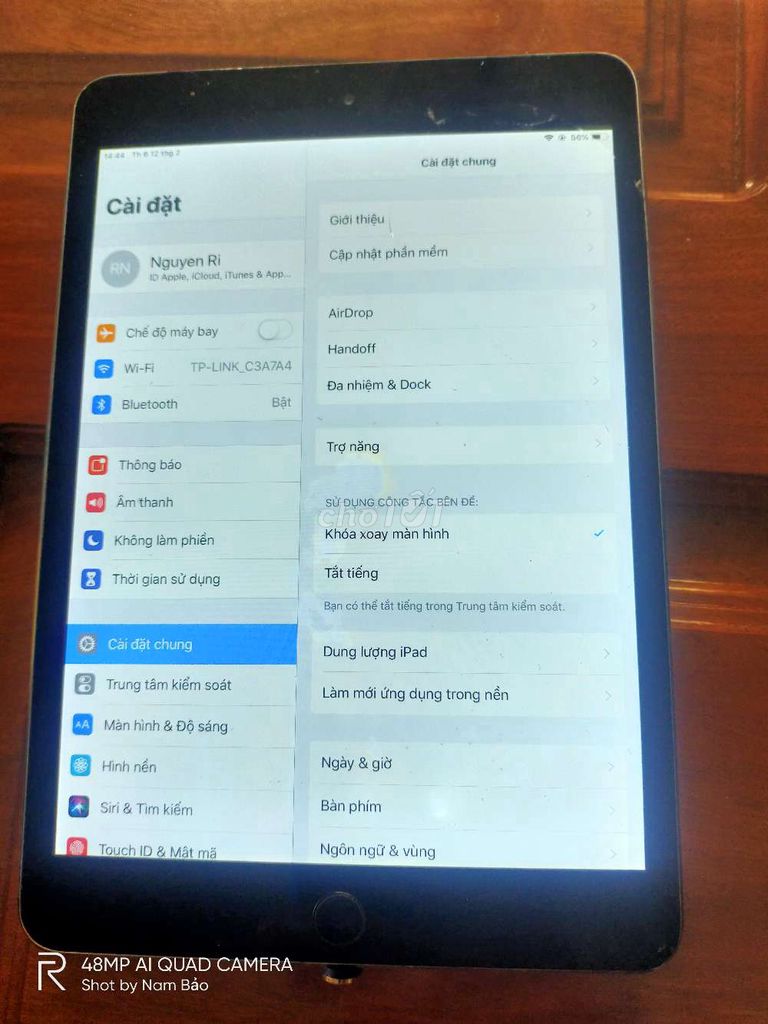 14:44 Th 6 12 thg 2
56%
Cài đặt
RN
Nguyen Ri
ID Apple, iCloud, iTunes & App...
Chế độ máy bay
Wi-Fi TP-LINK_C3A7A4
Bluetooth Bật
Thông báo
Âm thanh
Không làm phiền
Thời gian sử dụng
Cài đặt chung
Trung tâm kiểm soát
AA Màn hình & Độ sáng
Hình nền
Siri & Tìm kiếm
Touch ID & Mật mã
Cài đặt chung
Giới thiệu
Cập nhật phần mềm
AirDrop
Handoff
Đa nhiệm & Dock
Trợ năng
SỬ DỤNG CÔNG TẮC BÊN ĐỂ:
chợTỐT
Khóa xoay màn hình
Tắt tiếng
Bạn có thể tắt tiếng trong Trung tâm kiểm soát.
Dung lượng iPad
Làm mới ứng dụng trong nền
Ngày & giờ
Bàn phím
Ngôn ngữ & vùng
R
48MP AI QUAD CAMERA
Shot by Nam Bảo